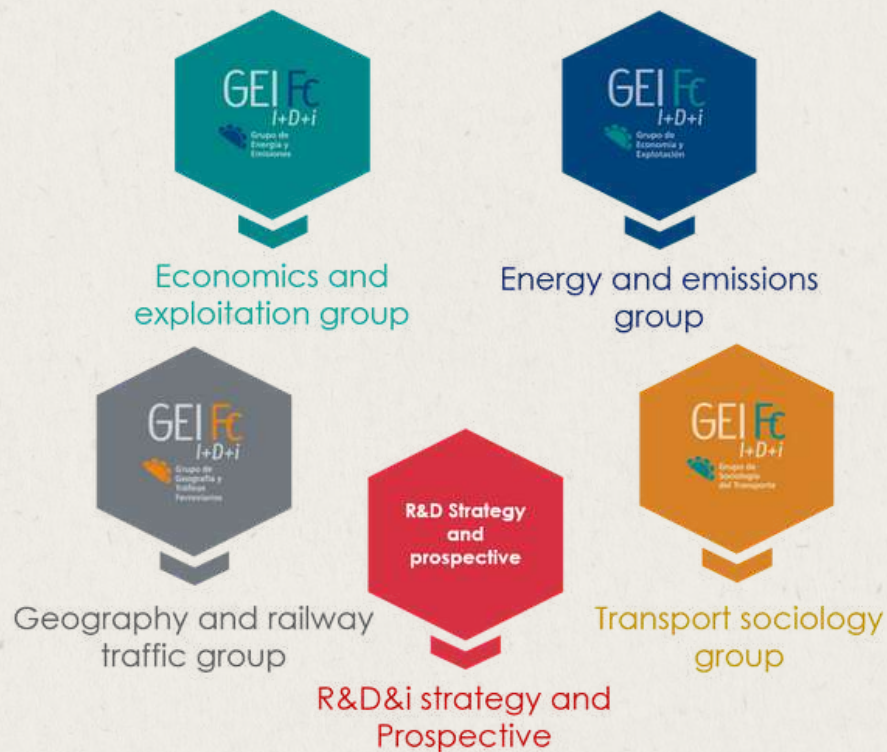 GEI Fc
I+D+i
Grupo de
Energía y
Emisiones
Economics and
exploitation group
GEI Fc
I+D+i
Grupo de
Economía y
Explotación
Energy and emissions
group
GEI Fc
I+D+i
Grupo de
Geografía y
Tráficos
Ferroviarios
Geography and railway
traffic group
R&D Strategy
and
prospective
R&D&i strategy and
Prospective
GEI Fc
I+D+i
Grupo de
Sociología
del Transporte
Transport sociology
group